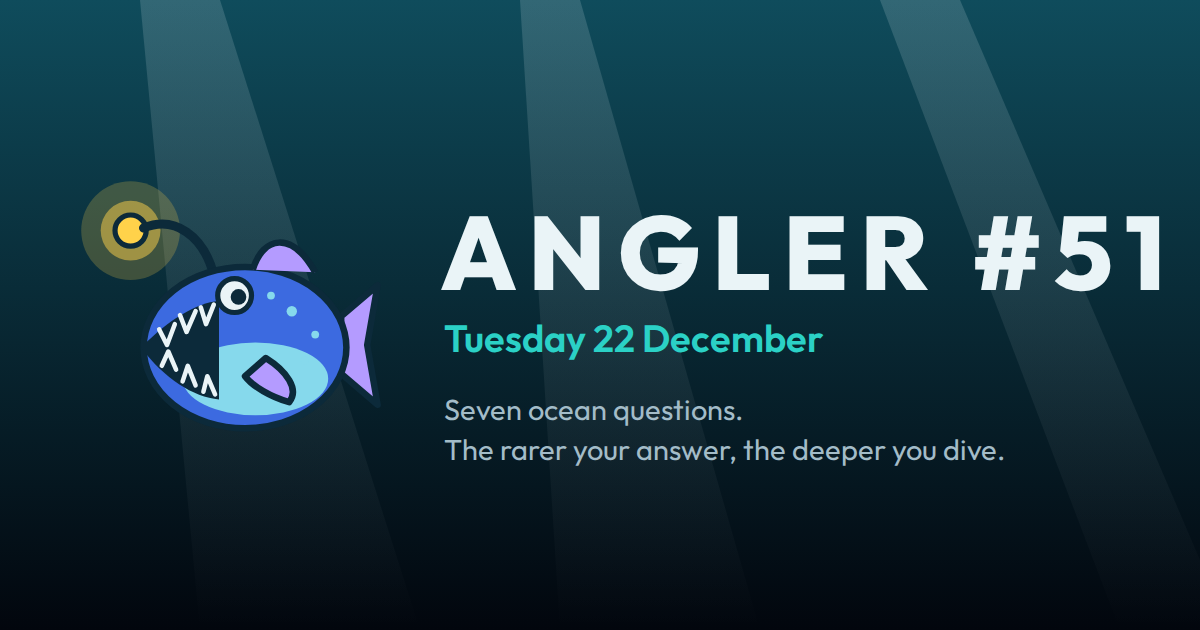 ANGLER #51
Tuesday 22 December
Seven ocean questions.
The rarer your answer, the deeper you dive.